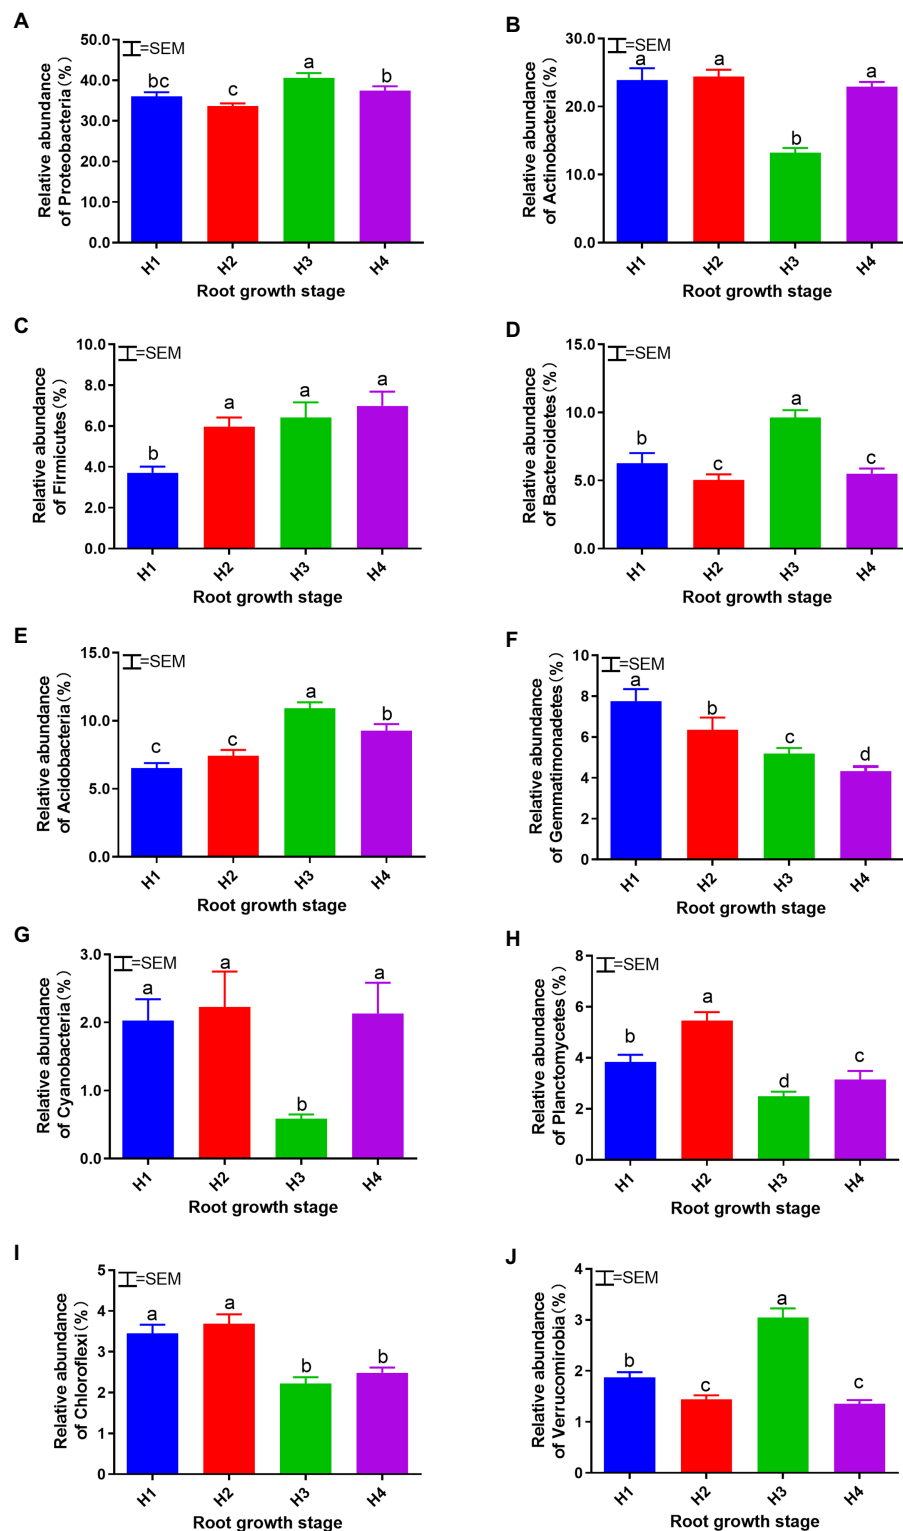 A
Relative abundance
of Proteobacteria(%)
50.0
40.0
30.0
20.0
10.0
0.0
=SEM
bc
c
a
b
H1
H2
H3
H4
Root growth stage
B
Relative abundance
of Actinobacteria(%)
30.0
20.0
10.0
0.0
=SEM
a
a
b
a
H1
H2
H3
H4
Root growth stage
C
Relative abundance
of Firmicutes(%)
10.0
8.0
6.0
4.0
2.0
0.0
=SEM
b
a
a
a
H1
H2
H3
H4
Root growth stage
D
Relative abundance
of Bacteroidetes(%)
15.0
10.0
5.0
0.0
=SEM
b
c
a
c
H1
H2
H3
H4
Root growth stage
E
Relative abundance
of Acidobacteria(%)
15.0
10.0
5.0
0.0
=SEM
c
c
a
b
H1
H2
H3
H4
Root growth stage
F
Relative abundance
of Gemmatimonadetes(%)
10
8
6
4
2
0
=SEM
a
b
c
d
H1
H2
H3
H4
Root growth stage
G
Relative abundance
of Cyanobacteria(%)
3.0
2.0
1.0
0.0
=SEM
a
a
b
a
H1
H2
H3
H4
Root growth stage
H
Relative abundance
of Planctomycetes(%)
8
6
4
2
0
=SEM
b
a
d
c
H1
H2
H3
H4
Root growth stage
I
Relative abundance
of Chloroflexi(%)
5
4
3
2
1
0
=SEM
a
a
b
b
H1
H2
H3
H4
Root growth stage
J
Relative abundance
of Verrucomirobia(%)
4
3
2
1
0
=SEM
b
c
a
c
H1
H2
H3
H4
Root growth stage